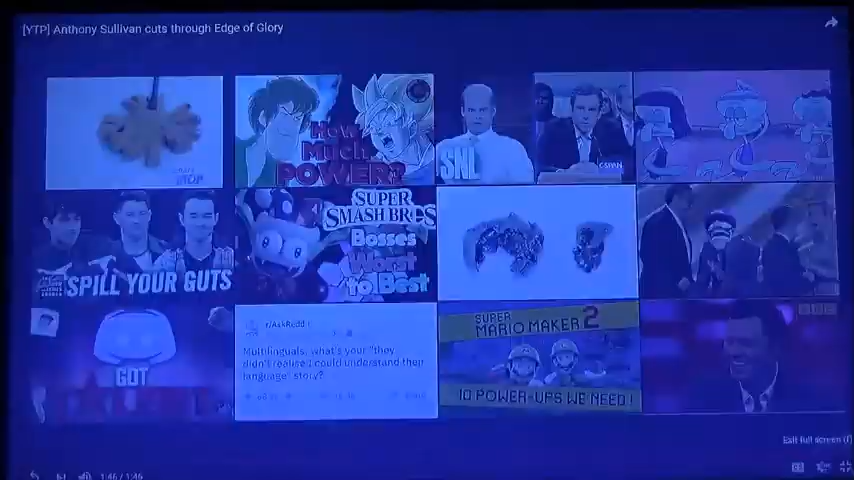 [YTP] Anthony Sullivan cuts through Edge of Glory
How
Much
POWER?
SNL
CSPAN
SPILL YOUR GUTS
SUPER
SMASH BROS
Bosses
Worst
to Best
GOT
r/AskReddi
Multilinguals, what's your "they
didn't realise I could understand their
language" story?
SUPER
MARIO MAKER 2
10 POWER-UPS WE NEED!
BBC
Exit full screen (f)
1:46 / 1:46